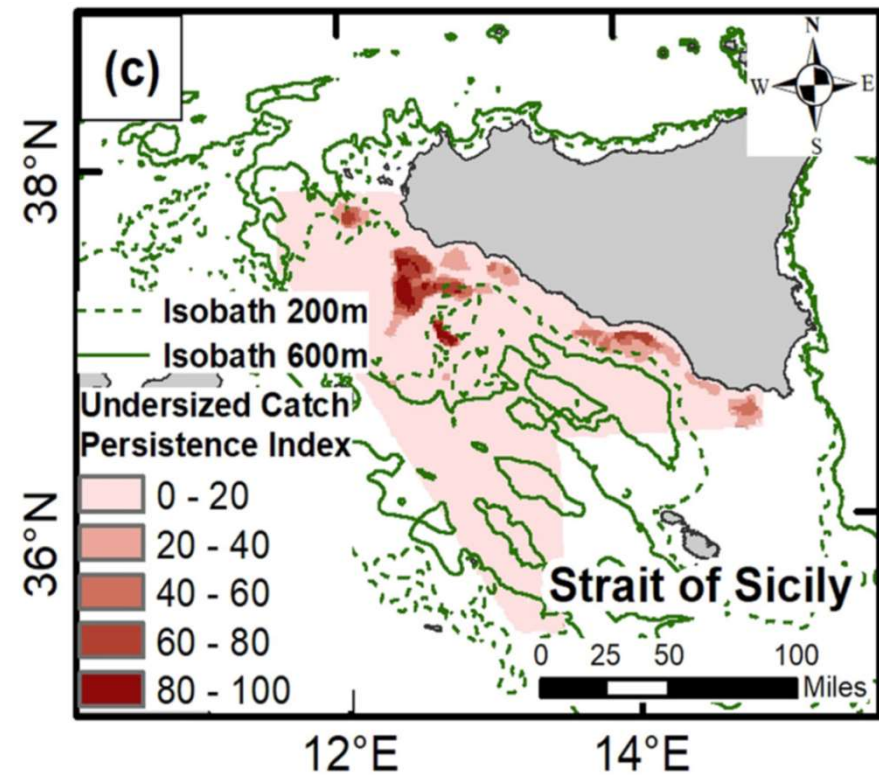 (c)
N
W
E
S
38°N
Isobath 200m
Isobath 600m
Undersized Catch
Persistence Index
0 - 20
20 - 40
40 - 60
60 - 80
80 - 100
36°N
Strait of Sicily
0 25 50 100
Miles
12°E 14°E